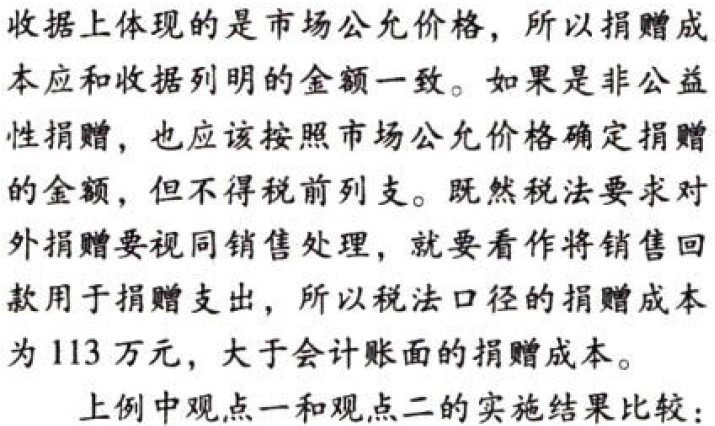 收据上体现的是市场公允价格，所以捐赠成
本应和收据列明的金额一致。如果是非公益
性捐赠，也应该按照市场公允价格确定捐赠
的金额，但不得税前列支。既然税法要求对
外捐赠要视同销售处理，就要看作将销售回
款用于捐赠支出，所以税法口径的捐赠成本
为 113 万元，大于会计账面的捐赠成本。
上例中观点一和观点二的实施结果比较：